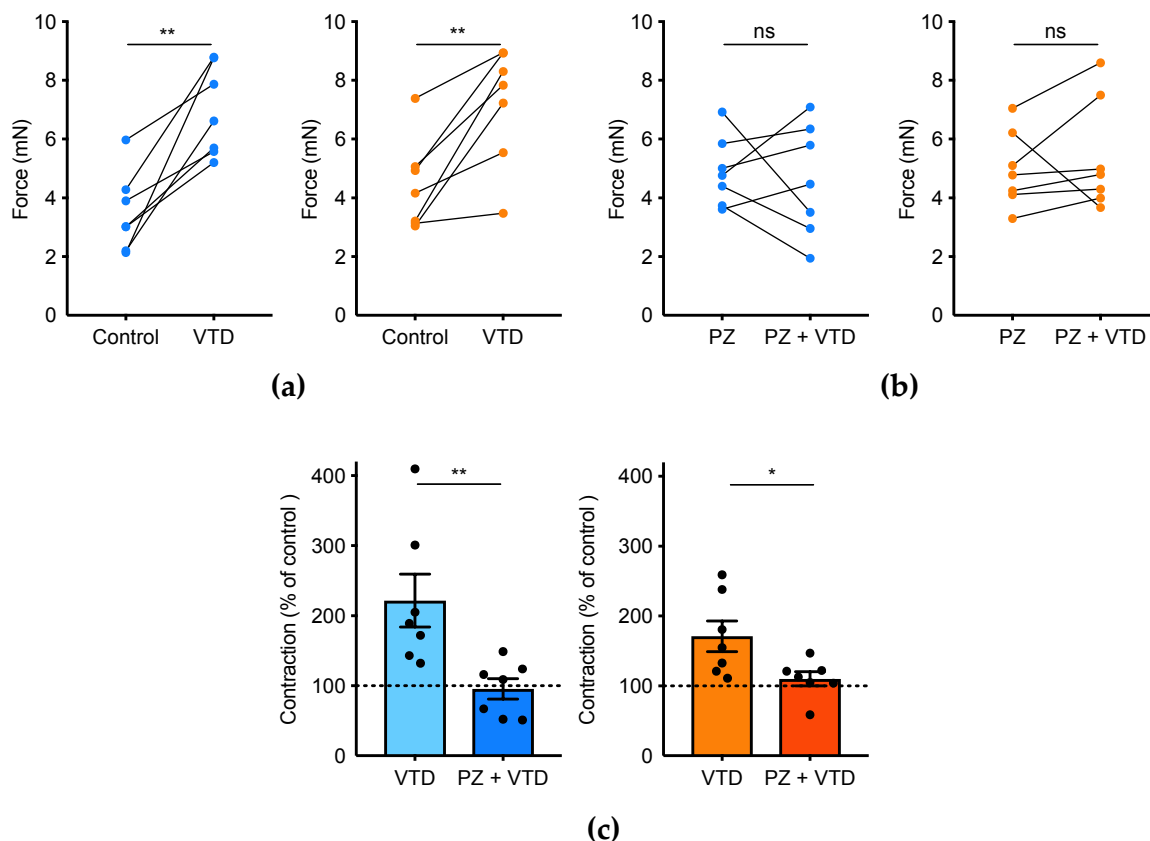 10
8
6
4
2
0
Force (mN)
**
Control VTD
10
8
6
4
2
0
Force (mN)
**
Control VTD
(a)
10
8
6
4
2
0
Force (mN)
ns
PZ PZ + VTD
10
8
6
4
2
0
Force (mN)
ns
PZ PZ + VTD
(b)
400
300
200
100
0
Contraction (% of control )
**
VTD PZ + VTD
400
300
200
100
0
Contraction (% of control )
*
VTD PZ + VTD
(c)